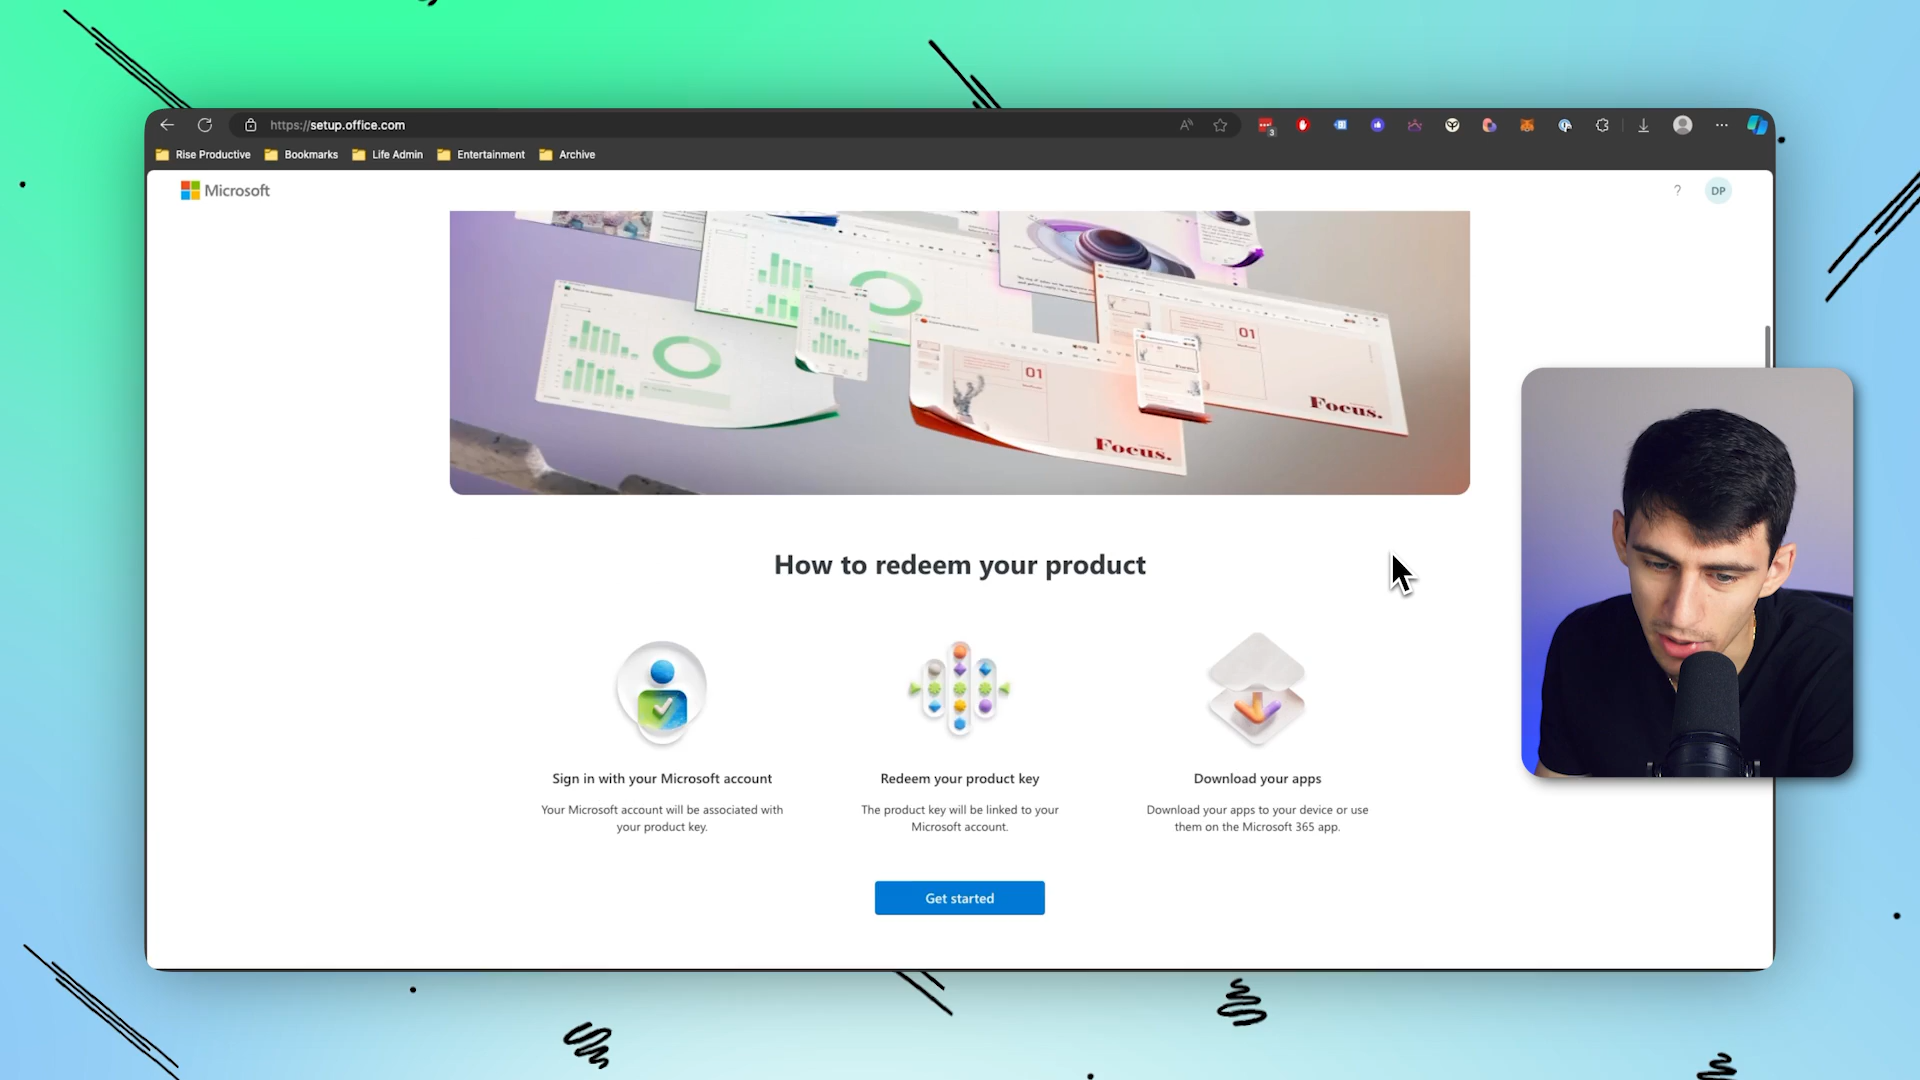 https://setup.office.com
3
Rise Productive
Bookmarks
Life Admin
Entertainment
Archive
Microsoft
?
DP
01
01
Focus.
Focus.
How to redeem your product
Sign in with your Microsoft account
Your Microsoft account will be associated with
your product key.
Redeem your product key
The product key will be linked to your
Microsoft account.
Download your apps
Download your apps to your device or use
them on the Microsoft 365 app.
Get started